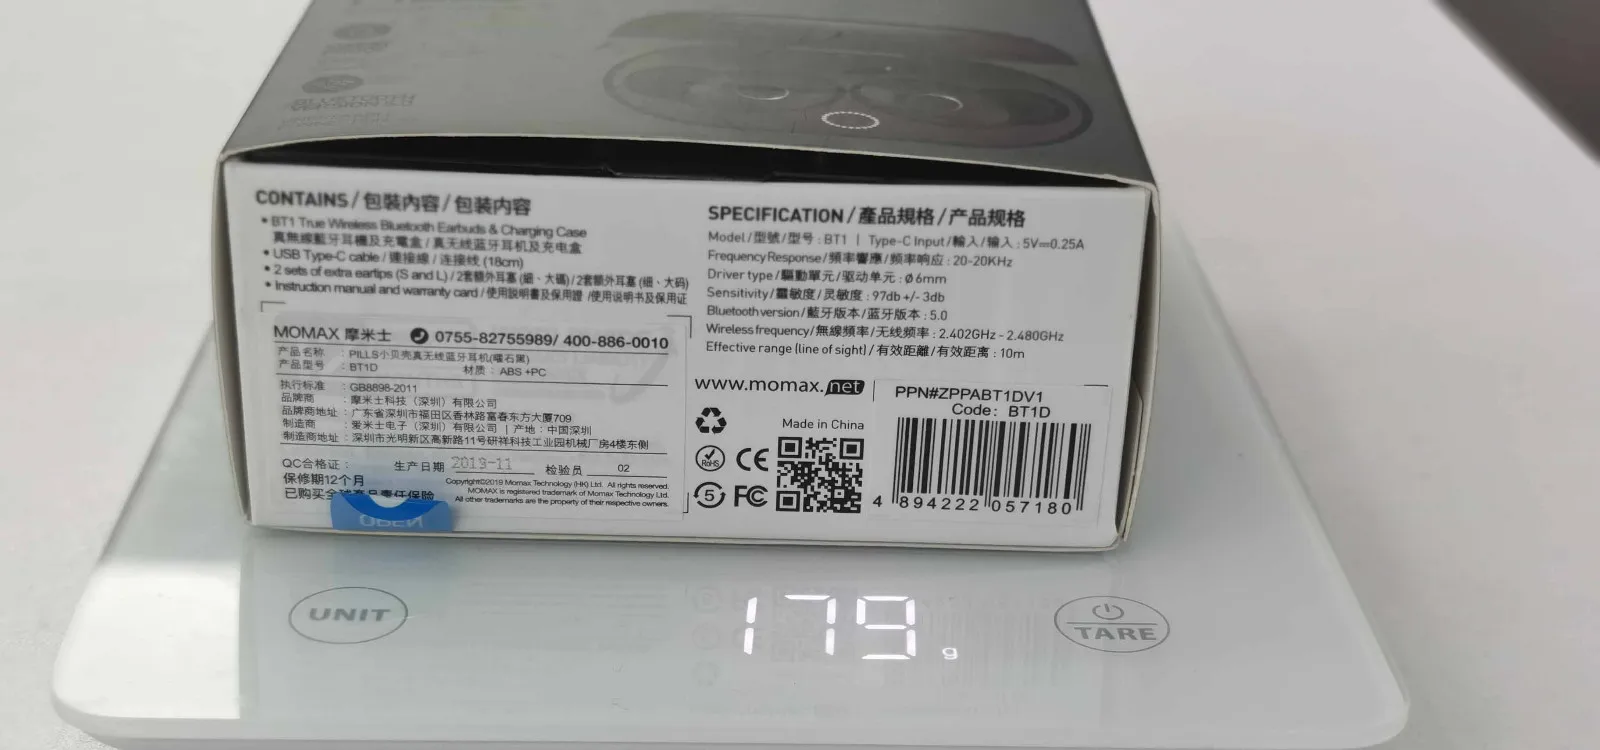 CONTAINS / 包裝內容 / 包装内容
• BT1 True Wireless Bluetooth Earbuds & Charging Case
真無線藍牙耳機及充電盒 / 真无线蓝牙耳机及充电盒
• USB Type-C cable / 連接線 / 连接线 (18cm)
• 2 sets of extra eartips (S and L) / 2套額外耳塞 (細、大碼) / 2套额外耳塞 (细、大码)
• Instruction manual and warranty card / 使用說明書及保用證 /使用说明书及保用证
MOMAX 摩米士 0755-82755989/ 400-886-0010
产品名称 : PILLS小贝壳真无线蓝牙耳机(曜石黑)
产品型号 : BT1D 材质 : ABS +PC
执行标准 : GB8898-2011
品牌商 : 摩米士科技（深圳）有限公司
品牌商地址 : 广东省深圳市福田区香林路富春东方大厦709
制造商 : 爱米士电子（深圳）有限公司 | 产地 : 中国深圳
制造商地址 : 深圳市光明新区高新路11号研祥科技工业园机械厂房4楼东侧
QC合格证 : 生产日期 2019-11 检验员 02
保修期12个月
已购买全球产品责任保险
Copyright©2019 Momax Technology (HK) Ltd. All rights reserved.
MOMAX is registered trademark of Momax Technology Ltd.
All other trademarks are the property of their respective owners.
OPEN
SPECIFICATION / 產品規格 / 产品规格
Model / 型號 / 型号 : BT1 | Type-C Input / 輸入 / 输入 : 5V=0.25A
Frequency Response / 頻率響應 / 频率响应 : 20-20KHz
Driver type / 驅動單元 / 驱动单元 : Ø6mm
Sensitivity / 靈敏度 / 灵敏度 : 97db +/- 3db
Bluetooth version / 藍牙版本 / 蓝牙版本 : 5.0
Wireless frequency / 無線頻率 / 无线频率 : 2.402GHz - 2.480GHz
Effective range (line of sight) / 有效距離 / 有效距离 : 10m
www.momax.net
Made in China
RoHS CE
5 FC
PPN#ZPPABT1DV1
Code: BT1D
4 894222 057180
UNIT
179 g
TARE